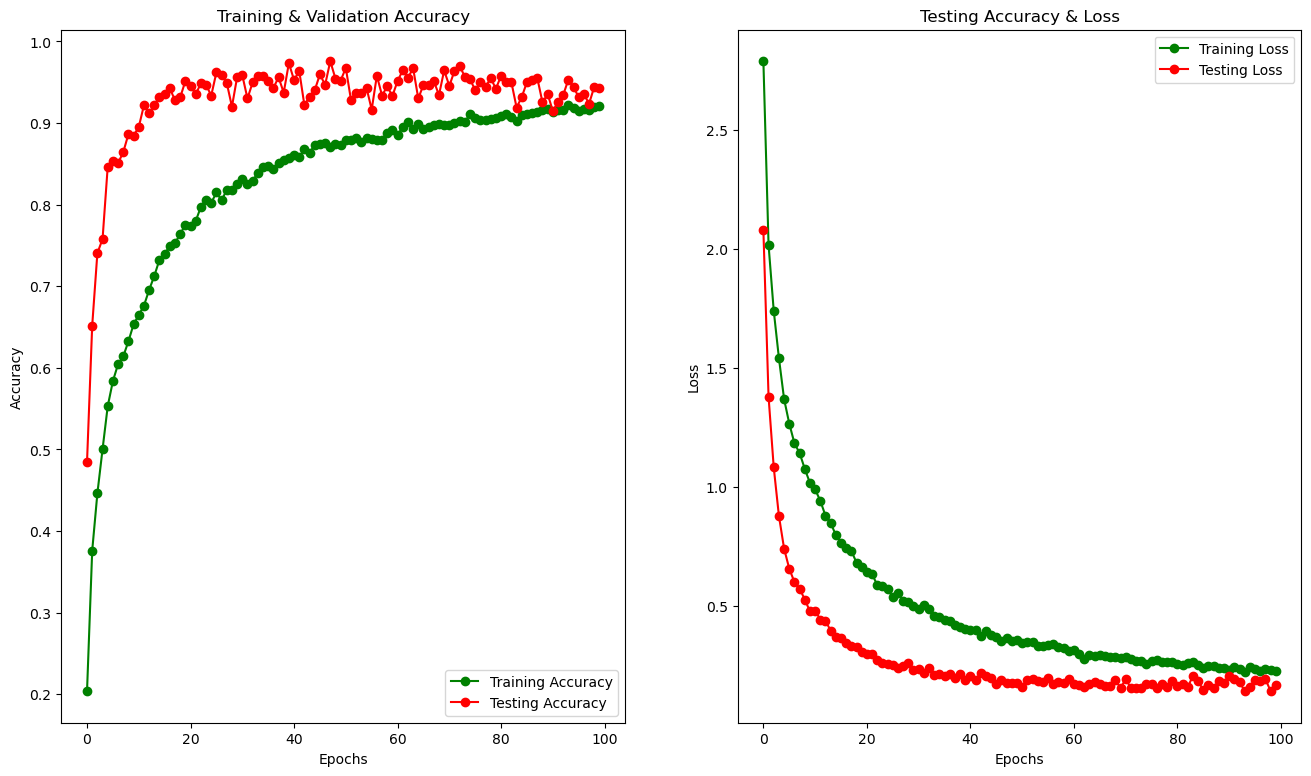 Training & Validation Accuracy
1.0
0.9
0.8
0.7
0.6
0.5
0.4
0.3
0.2
Accuracy
0
20
40
60
80
100
Epochs
Training Accuracy
Testing Accuracy
Testing Accuracy & Loss
2.5
2.0
1.5
1.0
0.5
Loss
0
20
40
60
80
100
Epochs
Training Loss
Testing Loss